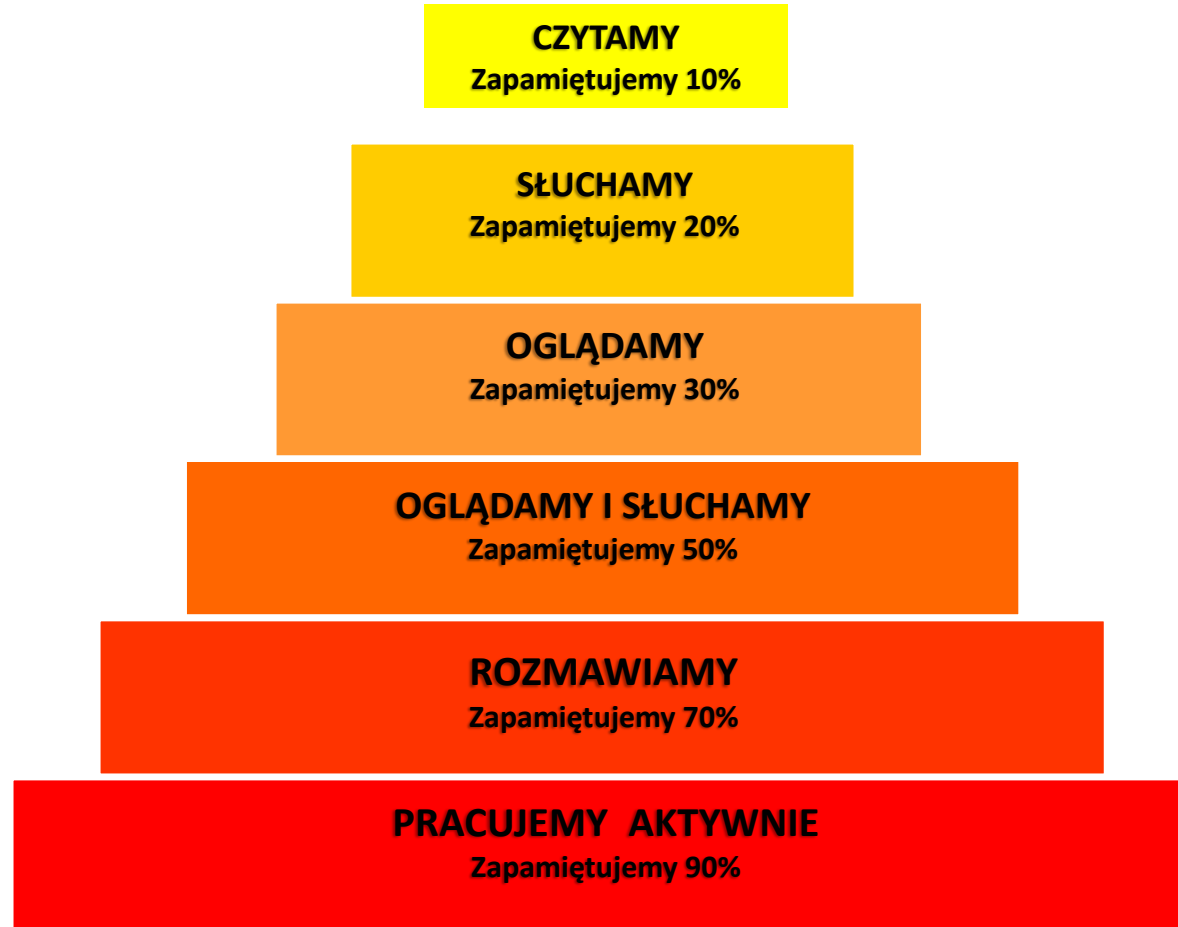 CZYTAMY
Zapamiętujemy 10%
SŁUCHAMY
Zapamiętujemy 20%
OGLĄDAMY
Zapamiętujemy 30%
OGLĄDAMY I SŁUCHAMY
Zapamiętujemy 50%
ROZMAWIAMY
Zapamiętujemy 70%
PRACUJEMY AKTYWNIE
Zapamiętujemy 90%